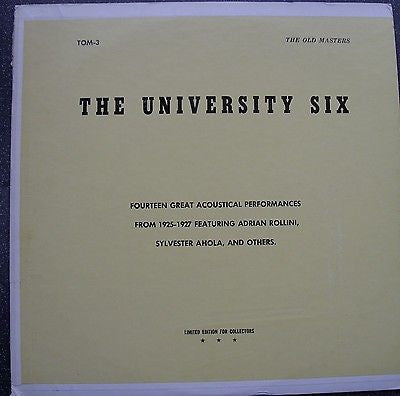 TOM-3 THE OLD MASTERS
THE UNIVERSITY SIX
FOURTEEN GREAT ACOUSTICAL PERFORMANCES
FROM 1925-1927 FEATURING ADRIAN ROLLINI,
SYLVESTER AHOLA, AND OTHERS.
LIMITED EDITION FOR COLLECTORS
★ ★ ★